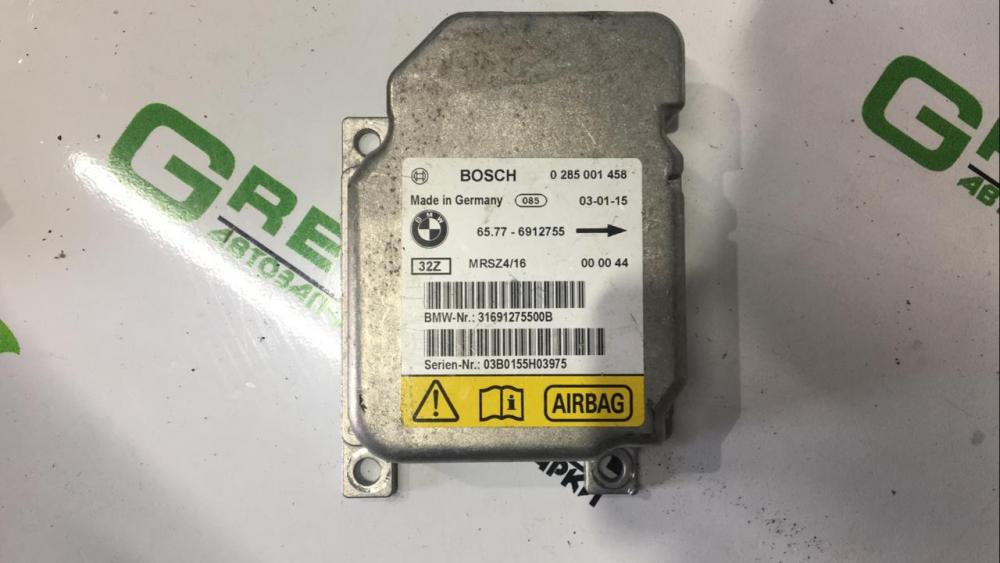 BOSCH 0 285 001 458
Made in Germany 085 03-01-15
BMW
65.77 - 6912755
32Z MRSZ4/16 00 00 44
BMW-Nr.: 31691275500B
Serien-Nr.: 03B0155H03975
AIRBAG